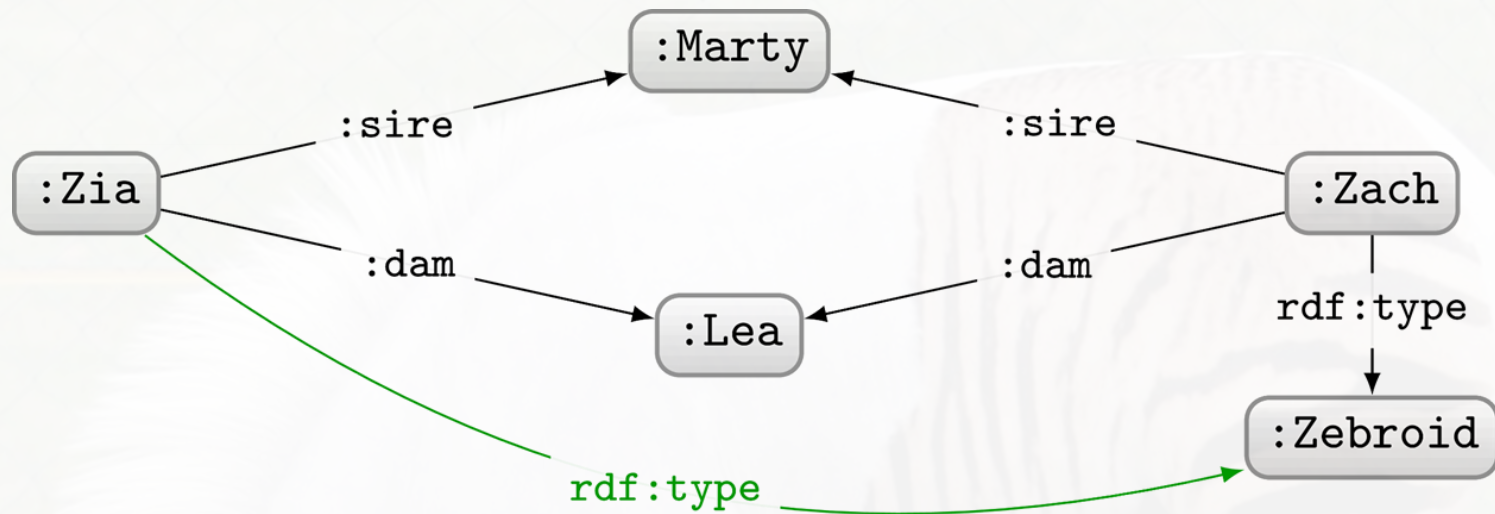 :Marty
:sire
:sire
:Zia
:Zach
:dam
:dam
:Lea
rdf:type
:Zebroid
rdf:type